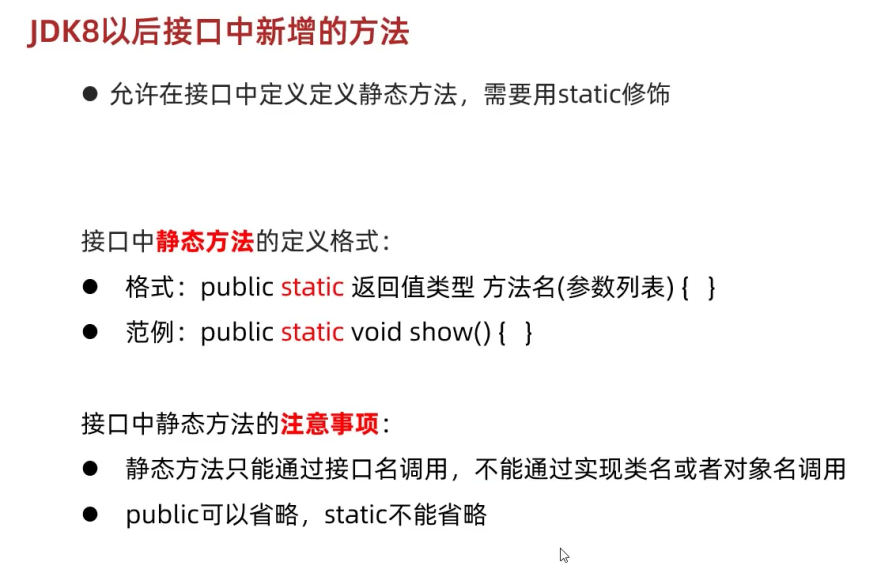 JDK8以后接口中新增的方法
● 允许在接口中定义定义静态方法，需要用static修饰
接口中静态方法的定义格式：
● 格式：public static 返回值类型 方法名(参数列表) { }
● 范例：public static void show() { }
接口中静态方法的注意事项：
● 静态方法只能通过接口名调用，不能通过实现类名或者对象名调用
● public可以省略，static不能省略